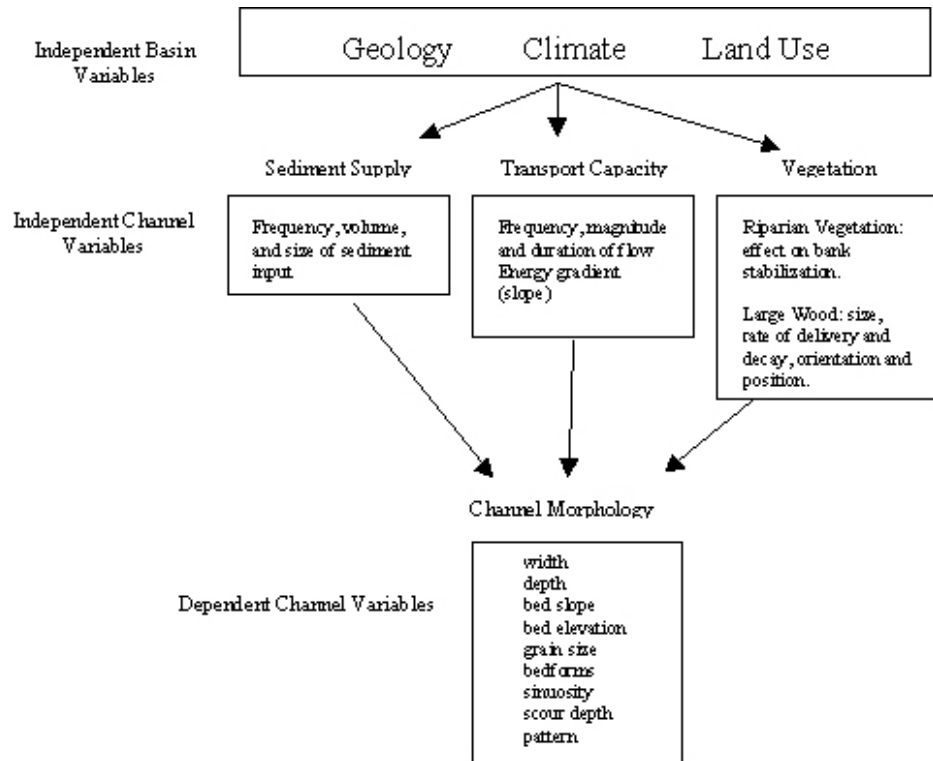 Independent Basin
Variables
Geology Climate Land Use
Sediment Supply
Transport Capacity
Vegetation
Independent Channel
Variables
Frequency, volume,
and size of sediment
input
Frequency, magnitude
and duration of flow
Energy gradient
(slope)
Riparian Vegetation:
effect on bank
stabilization.
Large Wood: size,
rate of delivery and
decay, orientation and
position.
Channel Morphology
Dependent Channel Variables
width
depth
bed slope
bed elevation
grain size
bedforms
sinuosity
scour depth
pattern